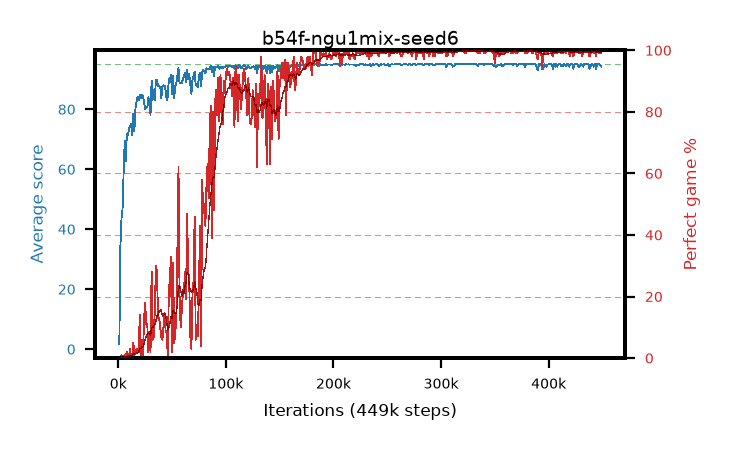 b54f-ngu1mix-seed6
Average score
80
60
40
20
0
100
80
60
40
20
0
Perfect game %
0k
100k
200k
300k
400k
Iterations (449k steps)